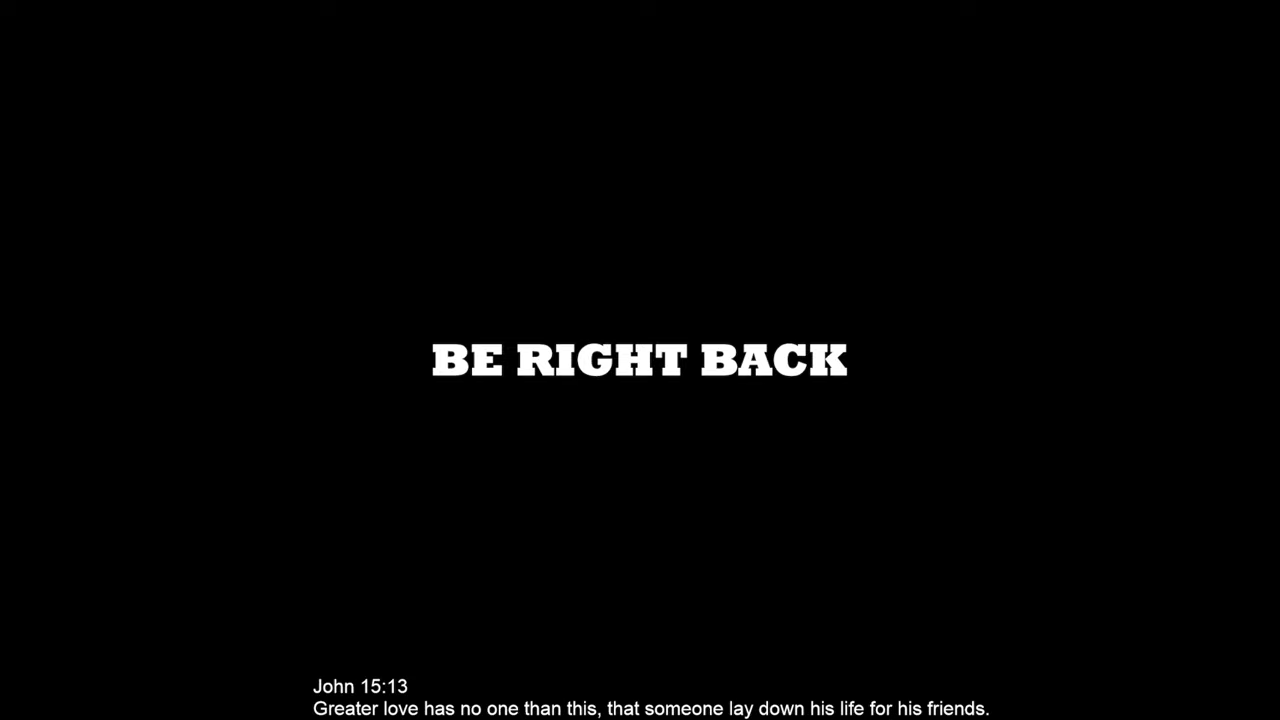 BE RIGHT BACK
John 15:13
Greater love has no one than this, that someone lay down his life for his friends.